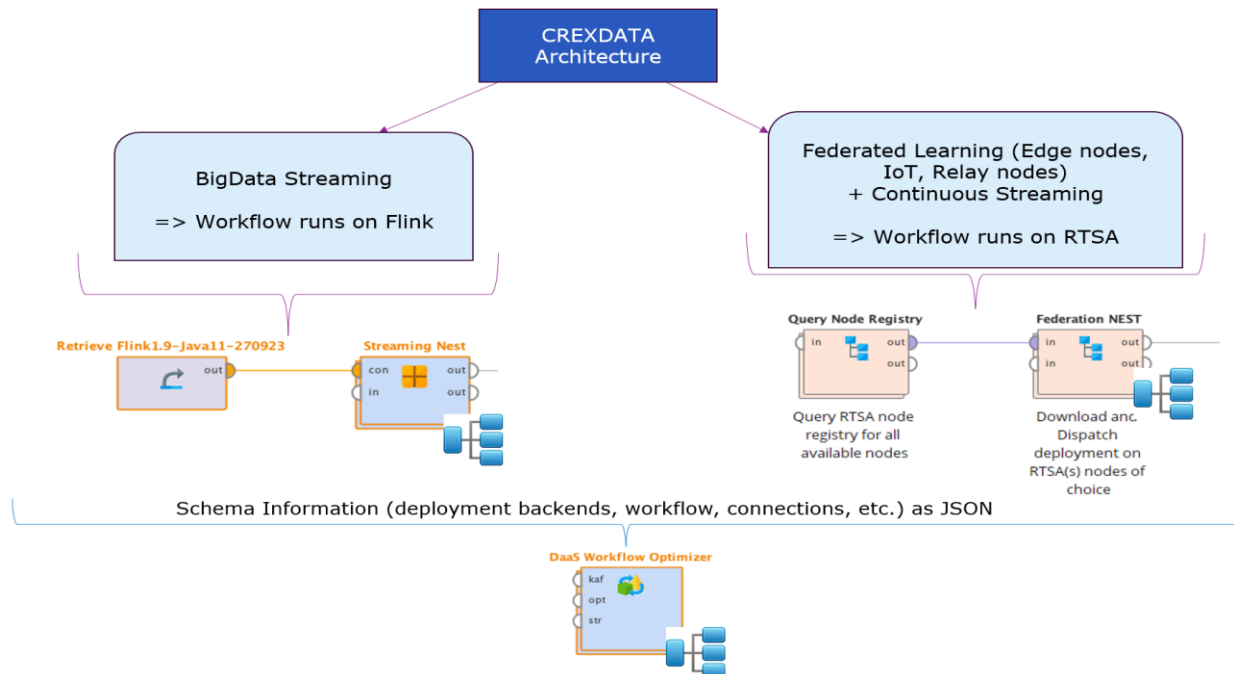 CREXDATA
Architecture
BigData Streaming
=> Workflow runs on Flink
Federated Learning (Edge nodes,
IoT, Relay nodes)
+ Continuous Streaming
=> Workflow runs on RTSA
Retrieve Flink1.9-Java11-270923
out
Streaming Nest
con
in
out
out
Query Node Registry
in
out
out
Query RTSA node
registry for all
available nodes
Federation NEST
in
in
out
out
Download anc
Dispatch
deployment on
RTSA(s) nodes of
choice
Schema Information (deployment backends, workflow, connections, etc.) as JSON
DaaS Workflow Optimizer
kaf
opt
str